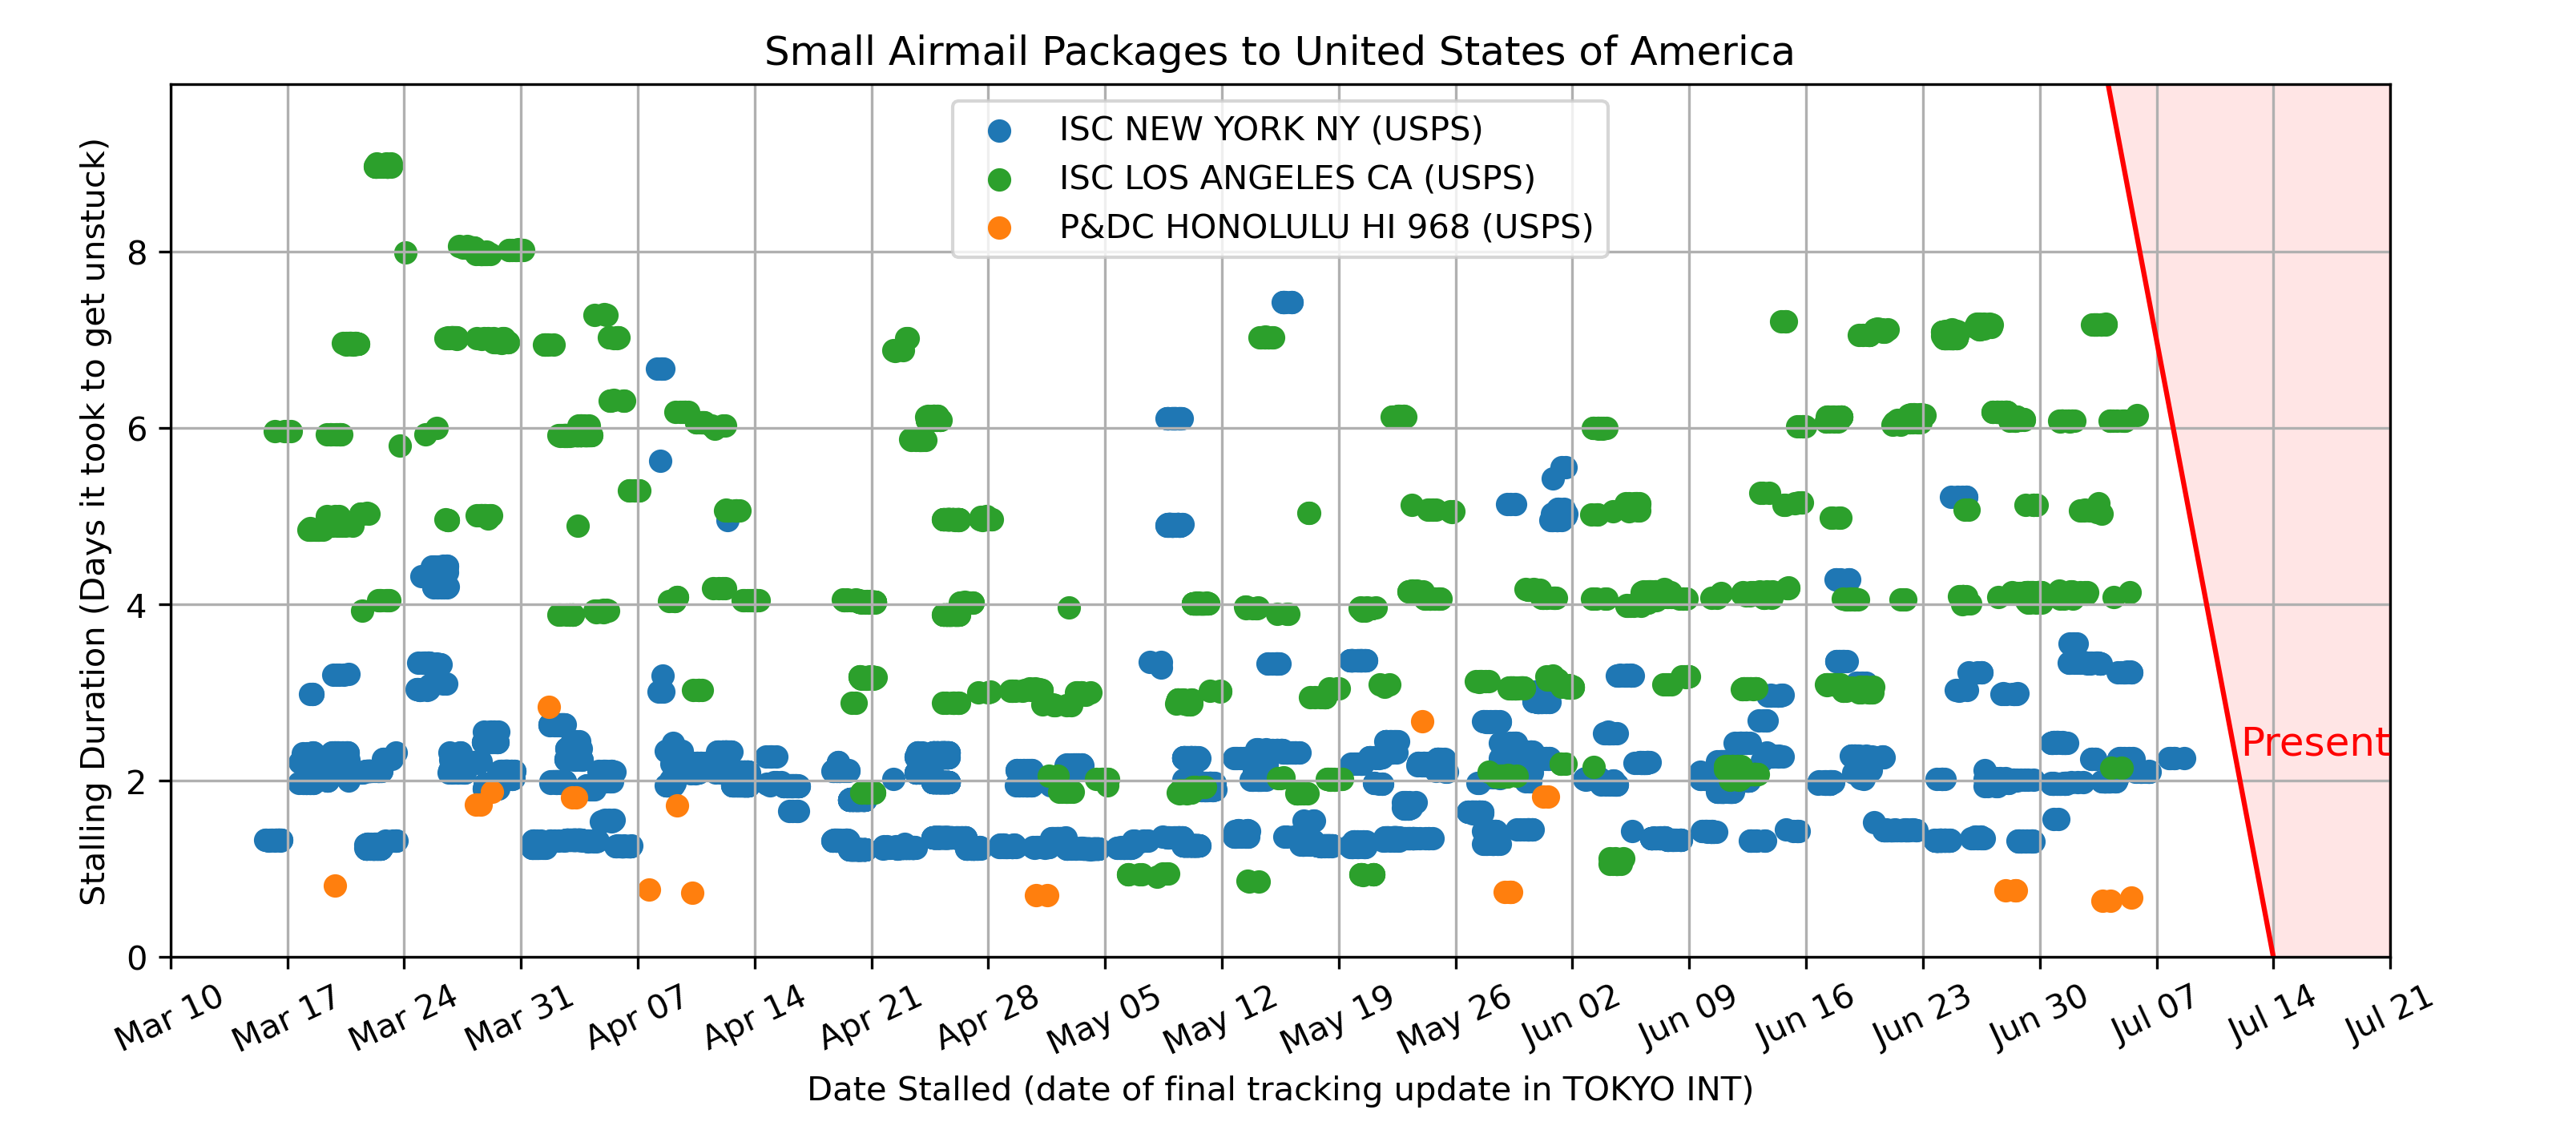 Small Airmail Packages to United States of America
ISC NEW YORK NY (USPS)
ISC LOS ANGELES CA (USPS)
P&DC HONOLULU HI 968 (USPS)
Stalling Duration (Days it took to get unstuck)
8
6
4
2
0
Present
Mar 10
Mar 17
Mar 24
Mar 31
Apr 07
Apr 14
Apr 21
Apr 28
May 05
May 12
May 19
May 26
Jun 02
Jun 09
Jun 16
Jun 23
Jun 30
Jul 07
Jul 14
Jul 21
Date Stalled (date of final tracking update in TOKYO INT)